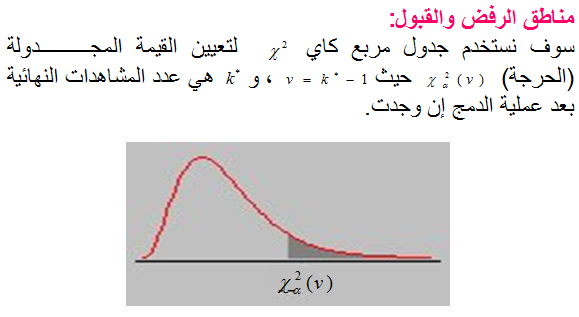 مناطق الرفض والقبول:
سوف نستخدم جدول مربع كاي χ² لتعيين القيمة المجـــــــــدولة
(الحرجة) χ²α(ν) حيث ν = k* − 1 ، و k* هي عدد المشاهدات النهائية
بعد عملية الدمج إن وجدت.
χ²α(ν)